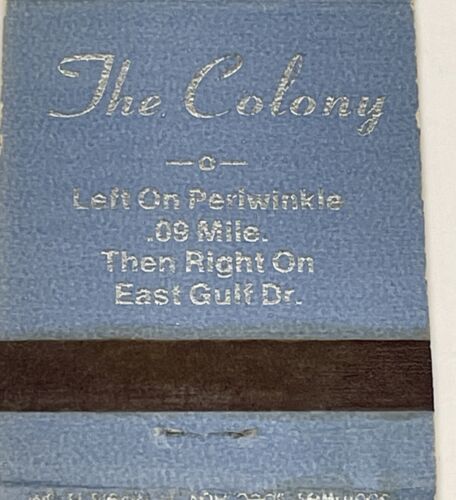 The Colony
—o—
Left On Periwinkle
.09 Mile.
Then Right On
East Gulf Dr.